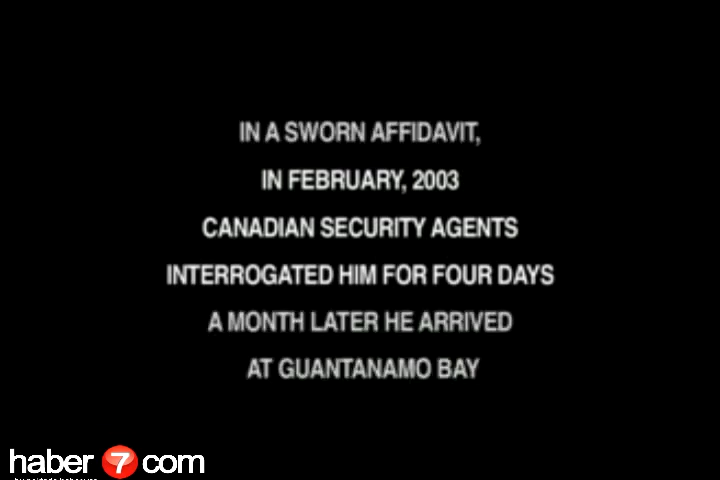 IN A SWORN AFFIDAVIT,
IN FEBRUARY, 2003
CANADIAN SECURITY AGENTS
INTERROGATED HIM FOR FOUR DAYS
A MONTH LATER HE ARRIVED
AT GUANTANAMO BAY
haber 7 com